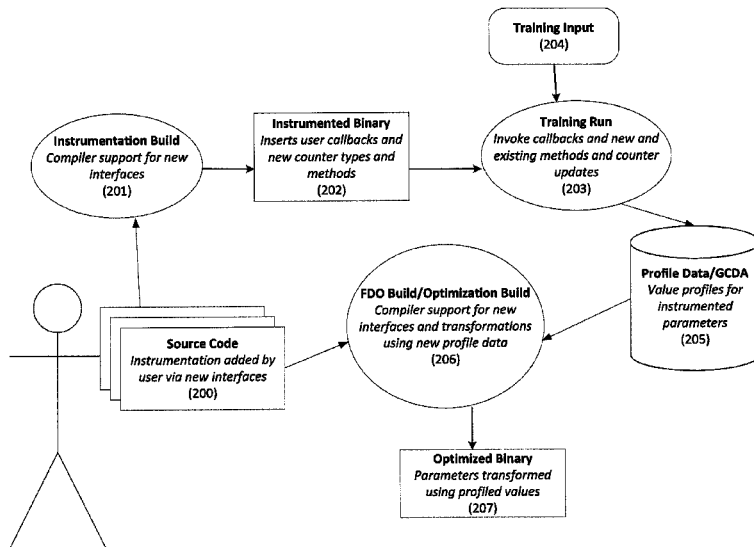 Training Input
(204)
Instrumentation Build
Compiler support for new
interfaces
(201)
Instrumented Binary
Inserts user callbacks and
new counter types and
methods
(202)
Training Run
Invoke callbacks and new and
existing methods and counter
updates
(203)
Profile Data/GCDA
Value profiles for
instrumented
parameters
(205)
FDO Build/Optimization Build
Compiler support for new
interfaces and transformations
using new profile data
(206)
Source Code
Instrumentation added by
user via new interfaces
(200)
Optimized Binary
Parameters transformed
using profiled values
(207)